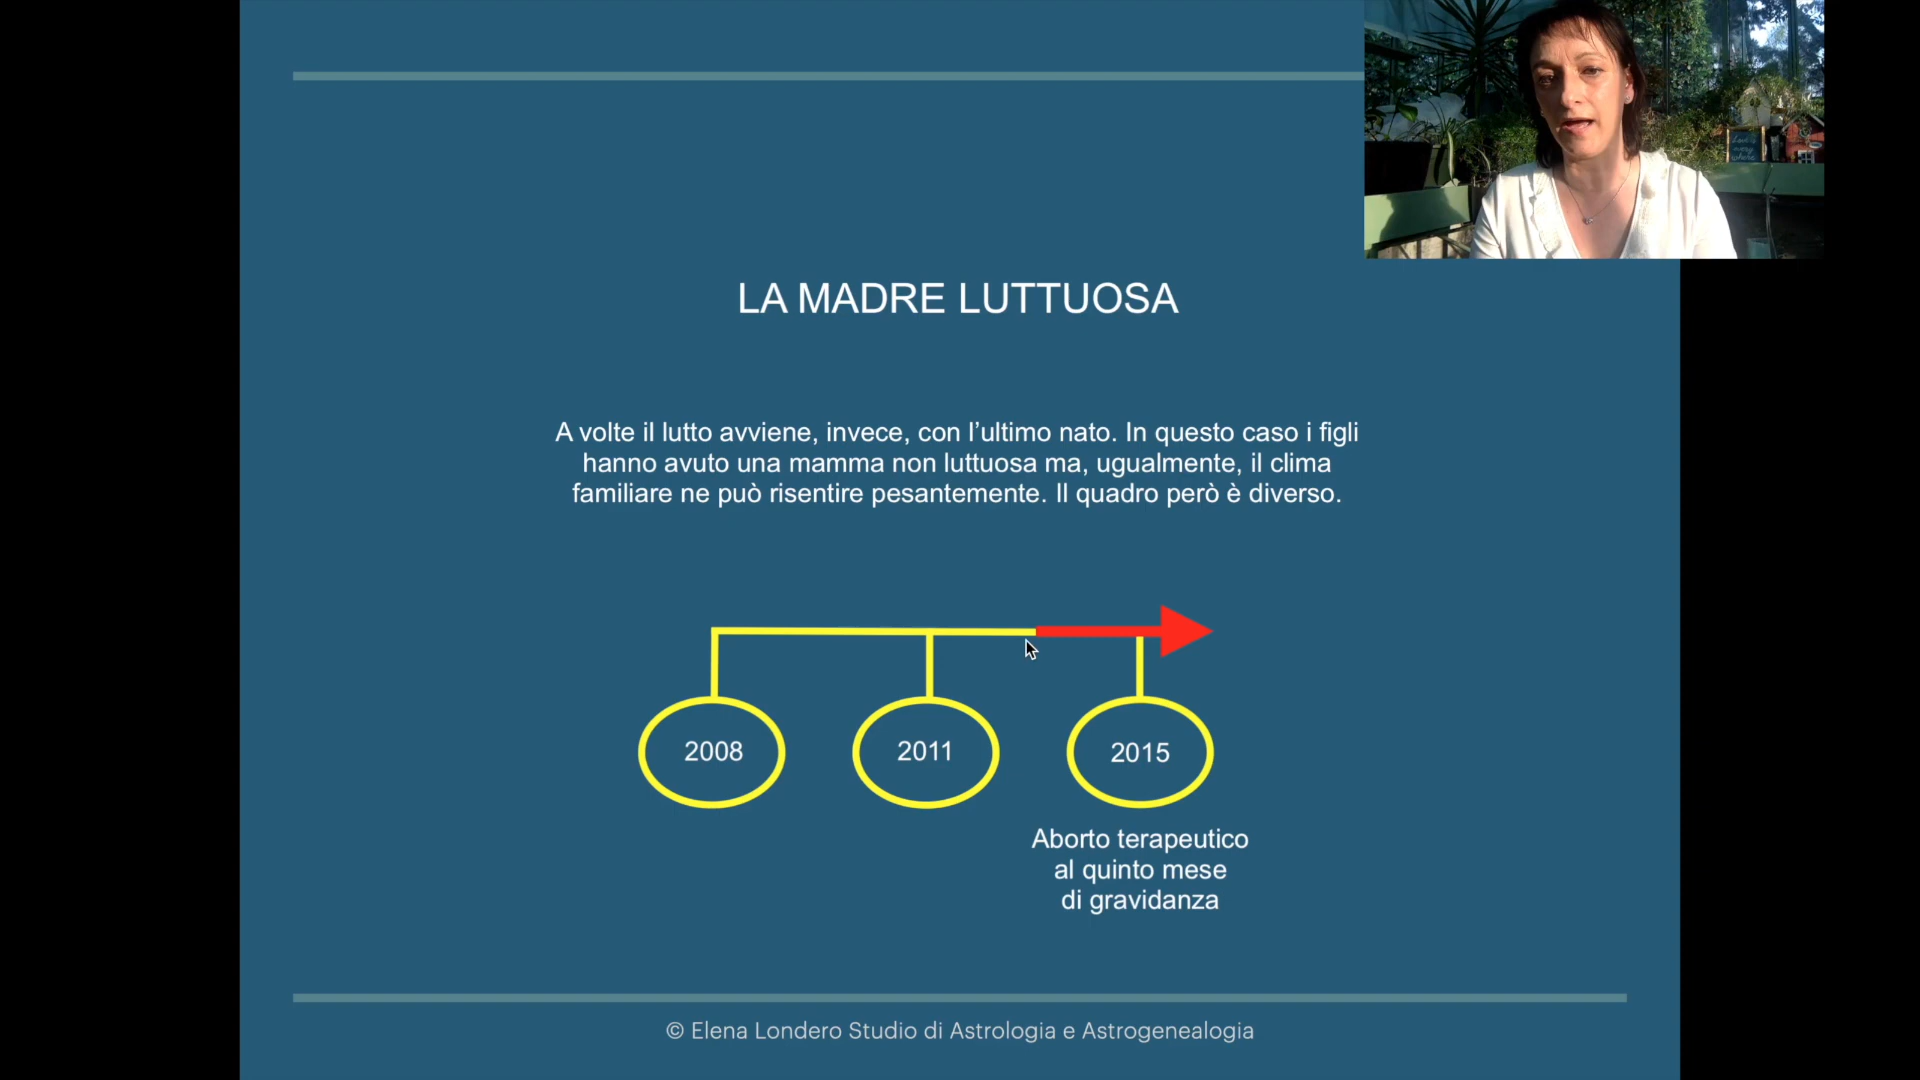 LA MADRE LUTTUOSA
A volte il lutto avviene, invece, con l’ultimo nato. In questo caso i figli
hanno avuto una mamma non luttuosa ma, ugualmente, il clima
familiare ne può risentire pesantemente. Il quadro però è diverso.
2008
2011
2015
Aborto terapeutico
al quinto mese
di gravidanza
© Elena Londero Studio di Astrologia e Astrogenealogia